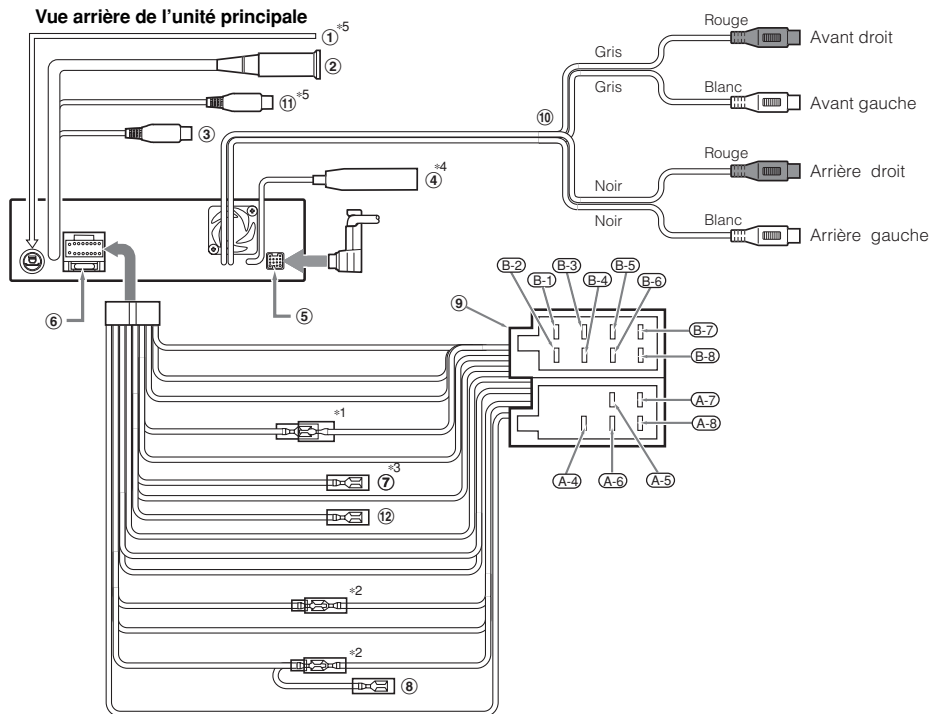 Vue arrière de l'unité principale
①*5
②
⑪*5
③
*4
④
⑤
⑥
Rouge
Avant droit
Gris
Gris
Blanc
Avant gauche
⑩
Rouge
Arrière droit
Noir
Noir
Blanc
Arrière gauche
B-2
B-1
B-3
B-4
B-5
B-6
⑨
B-7
B-8
A-7
A-8
A-4
A-6
A-5
*1
*3
⑦
⑫
*2
*2
⑧